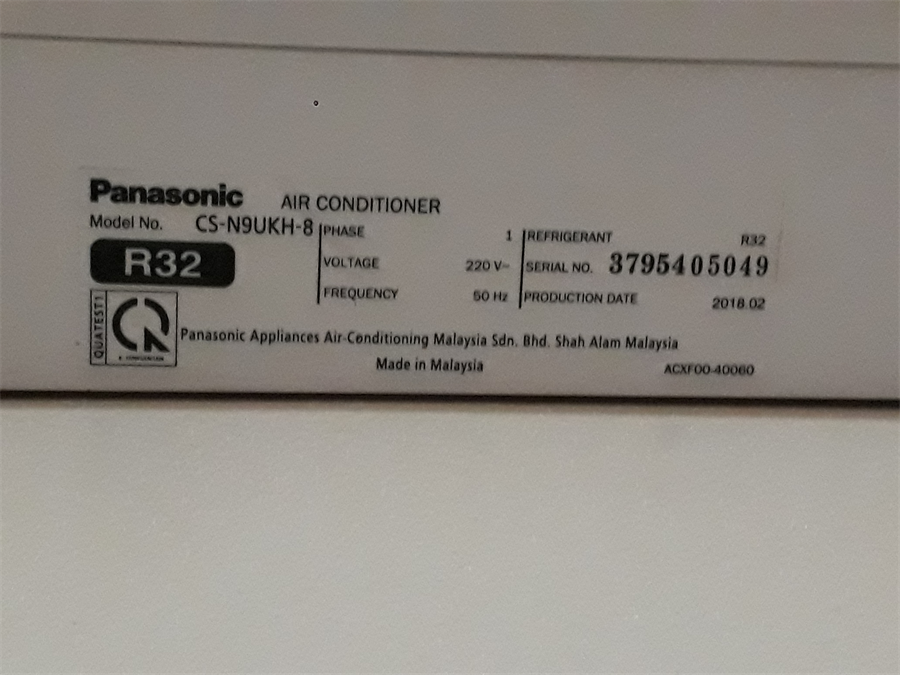 Panasonic AIR CONDITIONER
Model No. CS-N9UKH-8
R32
PHASE 1
VOLTAGE 220 V~
FREQUENCY 50 Hz
REFRIGERANT R32
SERIAL NO. 3795405049
PRODUCTION DATE 2018.02
QUATEST1
Panasonic Appliances Air-Conditioning Malaysia Sdn. Bhd. Shah Alam Malaysia
Made in Malaysia
ACXF00-40060